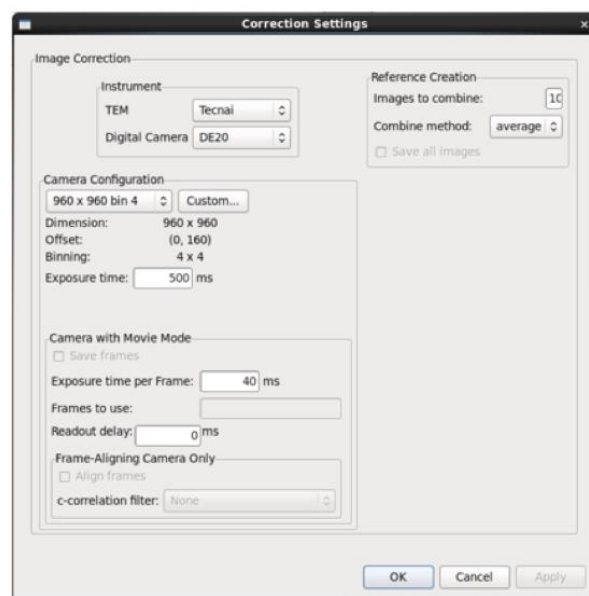 Correction Settings
Image Correction
Instrument
TEM Tecnai
Digital Camera DE20
Reference Creation
Images to combine: 10
Combine method: average
Save all images
Camera Configuration
960 x 960 bin 4 Custom...
Dimension: 960 x 960
Offset: (0, 160)
Binning: 4 x 4
Exposure time: 500 ms
Camera with Movie Mode
Save frames
Exposure time per Frame: 40 ms
Frames to use:
Readout delay: 0 ms
Frame-Aligning Camera Only
Align frames
c-correlation filter: None
OK Cancel Apply